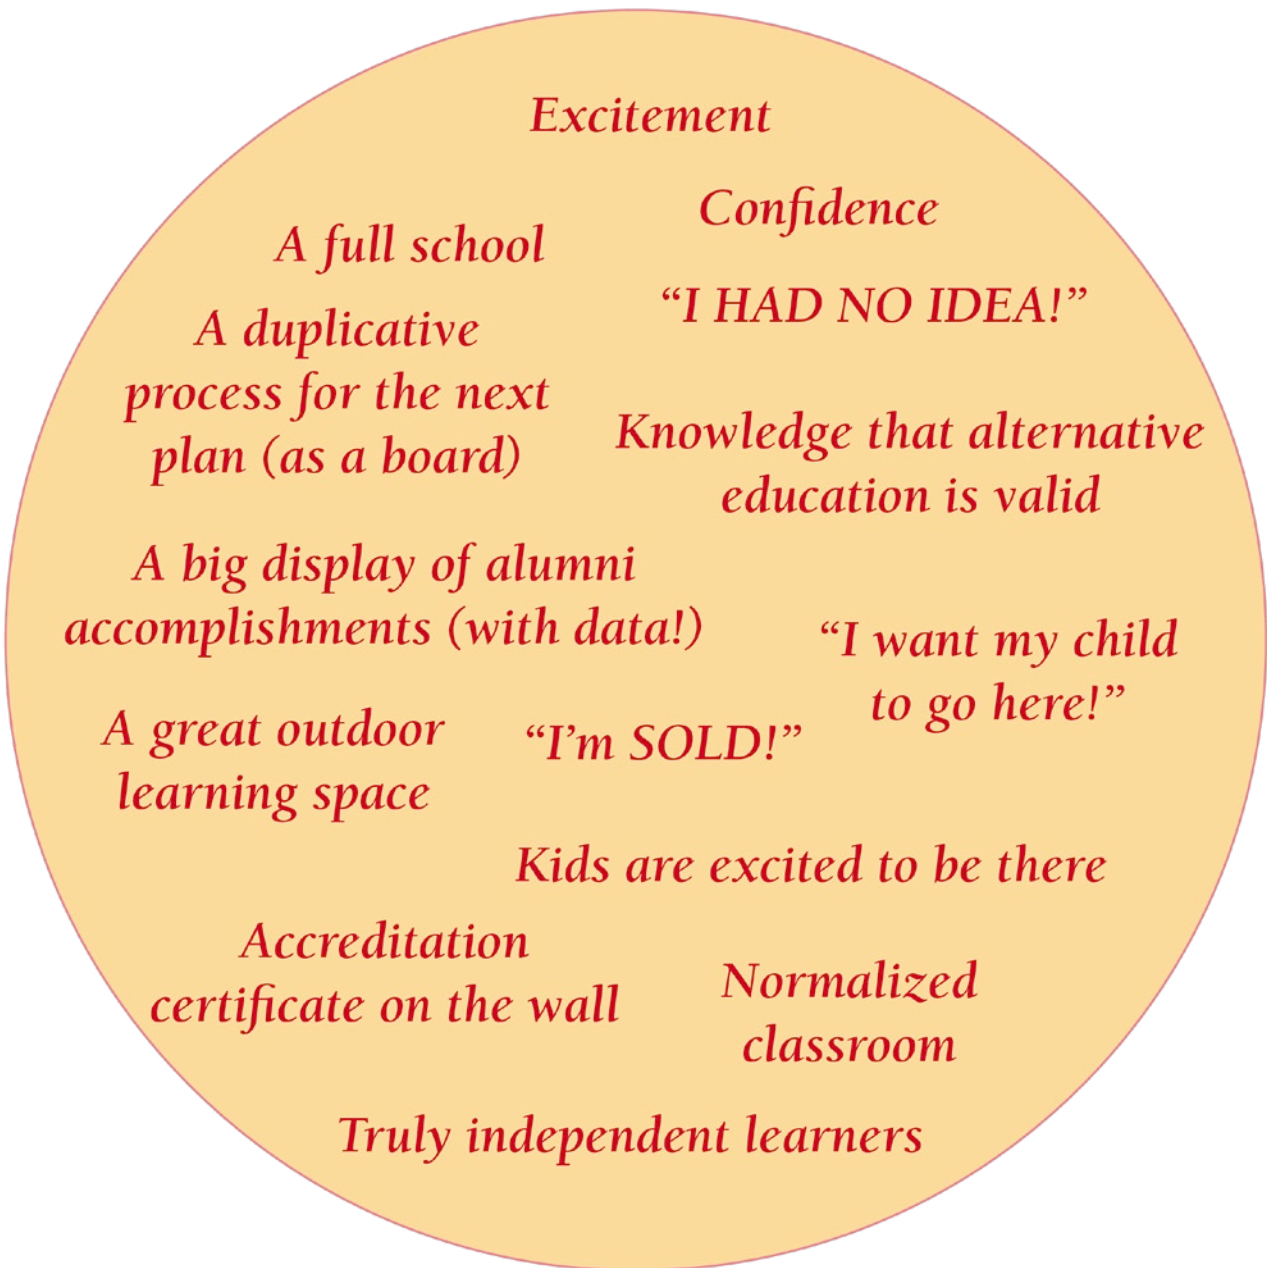 Excitement
Confidence
A full school
“I HAD NO IDEA!”
A duplicative
process for the next
plan (as a board)
Knowledge that alternative
education is valid
A big display of alumni
accomplishments (with data!)
“I want my child
to go here!”
A great outdoor
learning space
“I’m SOLD!”
Kids are excited to be there
Accreditation
certificate on the wall
Normalized
classroom
Truly independent learners